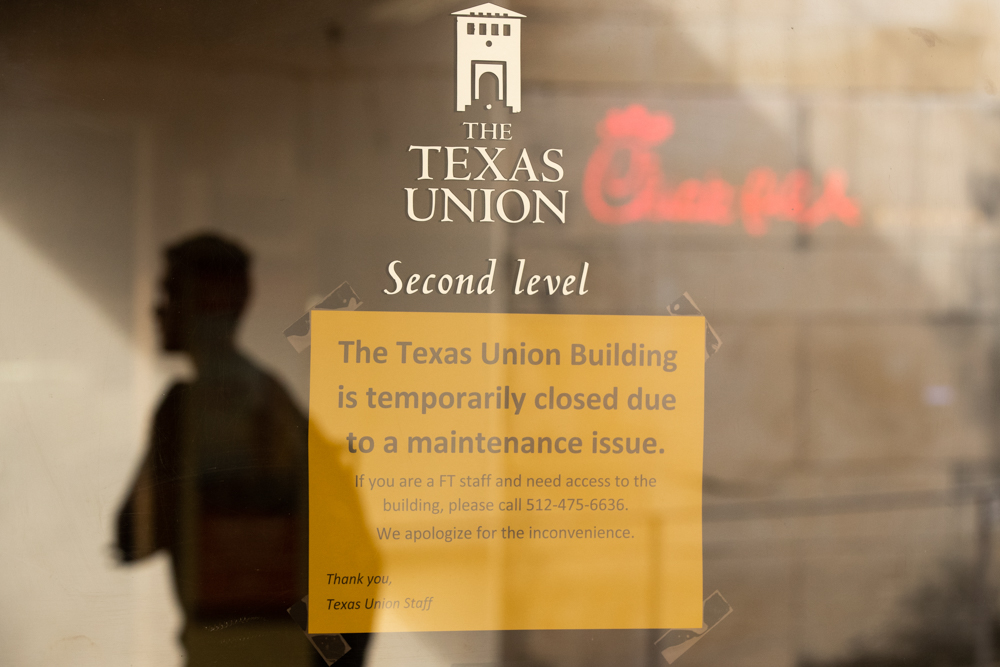 THE
TEXAS
UNION
Chick-fil-A
Second level
The Texas Union Building
is temporarily closed due
to a maintenance issue.
If you are a FT staff and need access to the
building, please call 512-475-6636.
We apologize for the inconvenience.
Thank you,
Texas Union Staff